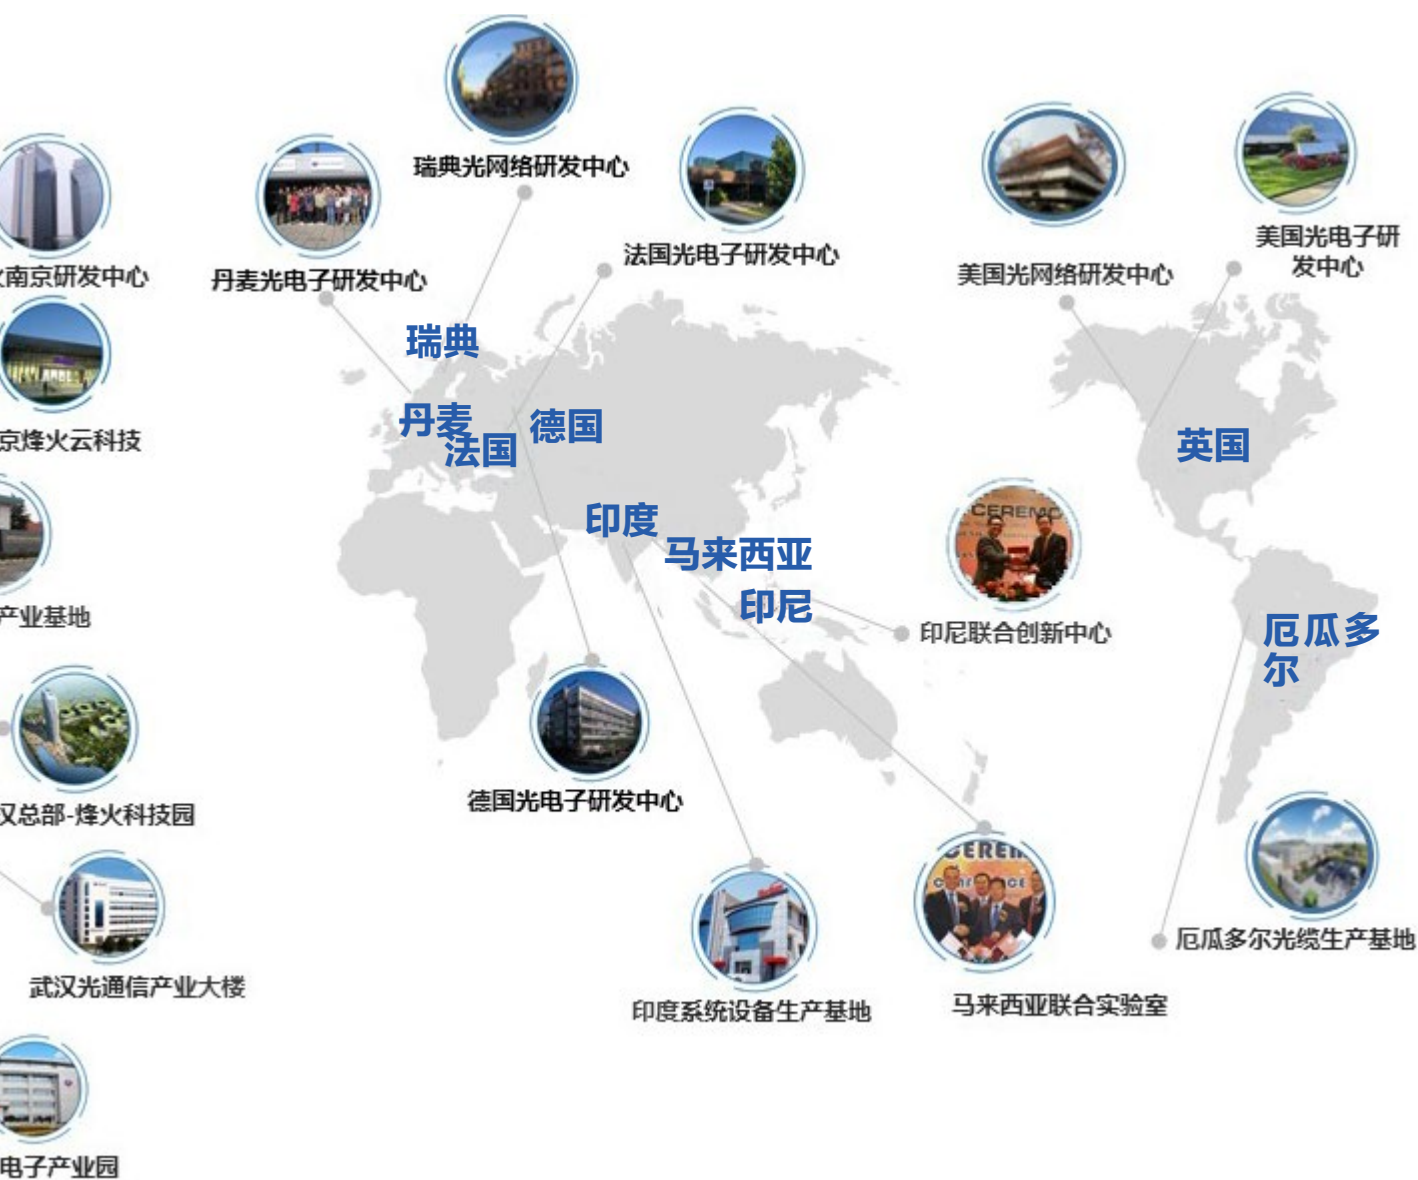 瑞典光网络研发中心
法国光电子研发中心
丹麦光电子研发中心
美国光网络研发中心
美国光电子研
发中心
南京研发中心
京烽火云科技
产业基地
汉总部-烽火科技园
武汉光通信产业大楼
电子产业园
瑞典
丹麦
法国
德国
印度
马来西亚
印尼
英国
厄瓜多
尔
CEREMO
印尼联合创新中心
德国光电子研发中心
印度系统设备生产基地
马来西亚联合实验室
厄瓜多尔光缆生产基地